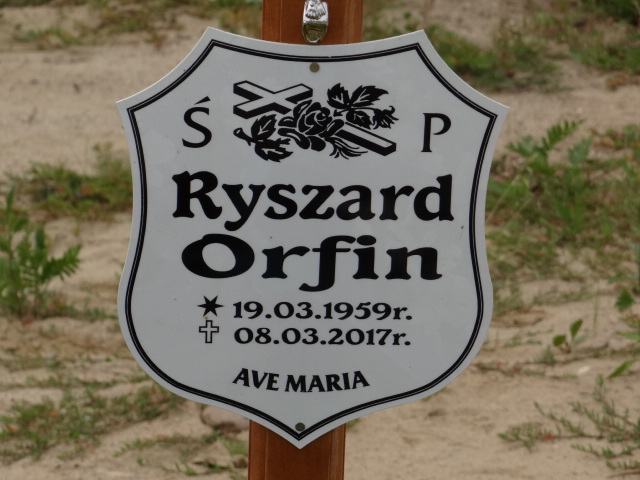 Ś P
Ryszard
Orfin
19.03.1959r.
08.03.2017r.
AVE MARIA